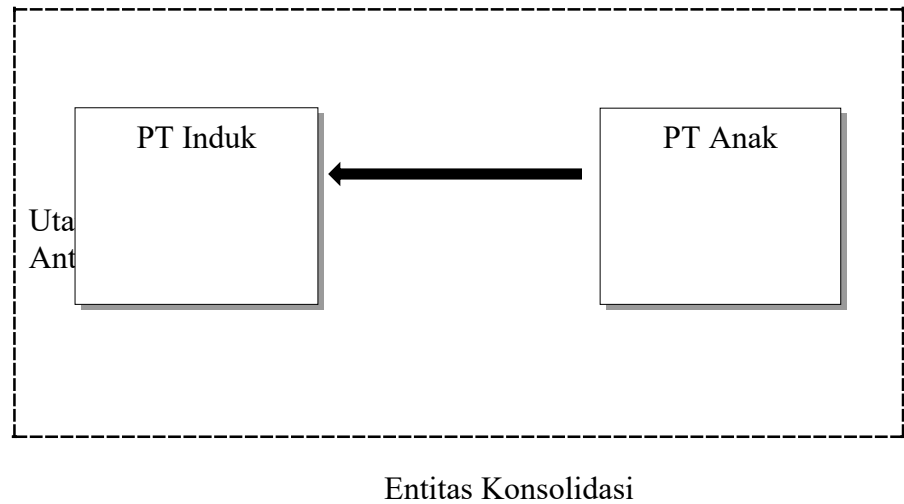 PT Induk
PT Anak
Uta
Ant
Entitas Konsolidasi